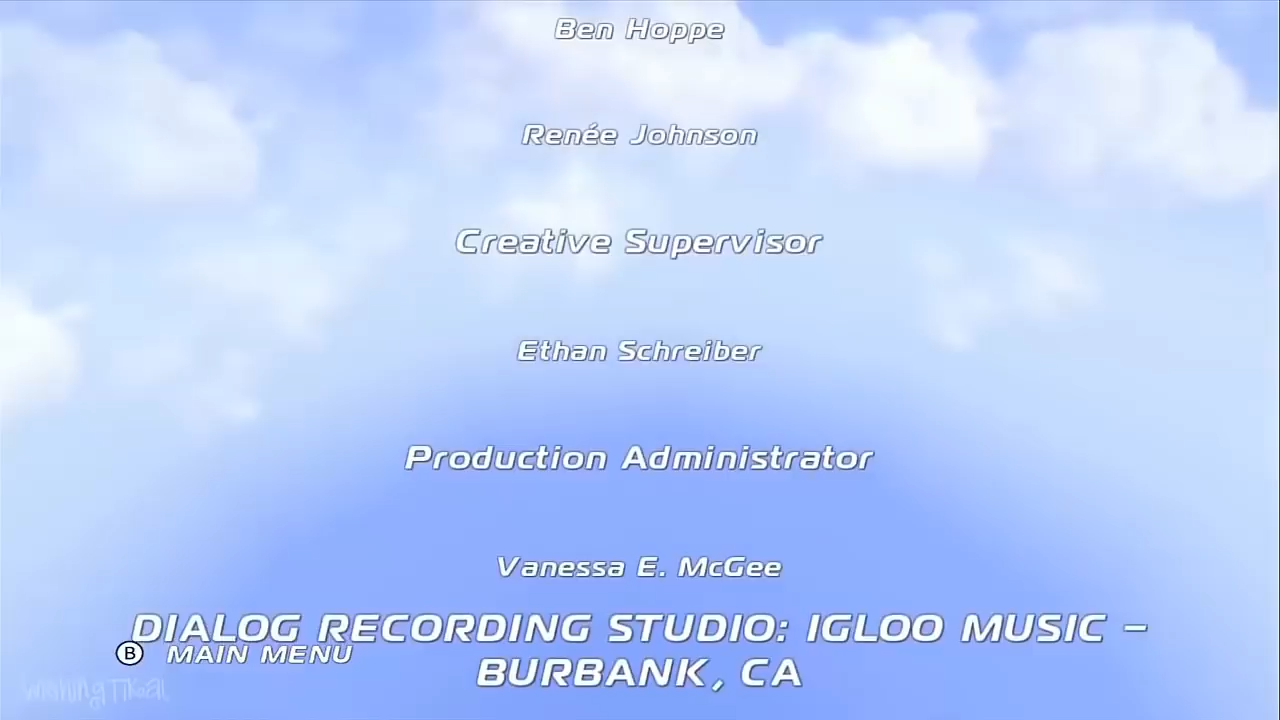 Ben Hoppe
Renée Johnson
Creative Supervisor
Ethan Schreiber
Production Administrator
Vanessa E. McGee
DIALOG RECORDING STUDIO: IGLOO MUSIC –
BURBANK, CA
B MAIN MENU
WishingTikal